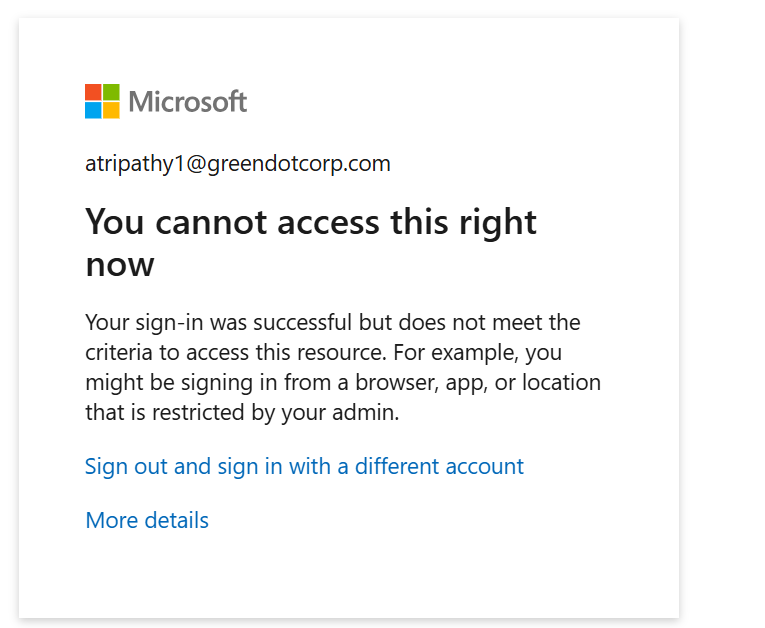 Microsoft
atripathy1@greendotcorp.com
You cannot access this right
now
Your sign-in was successful but does not meet the
criteria to access this resource. For example, you
might be signing in from a browser, app, or location
that is restricted by your admin.
Sign out and sign in with a different account
More details